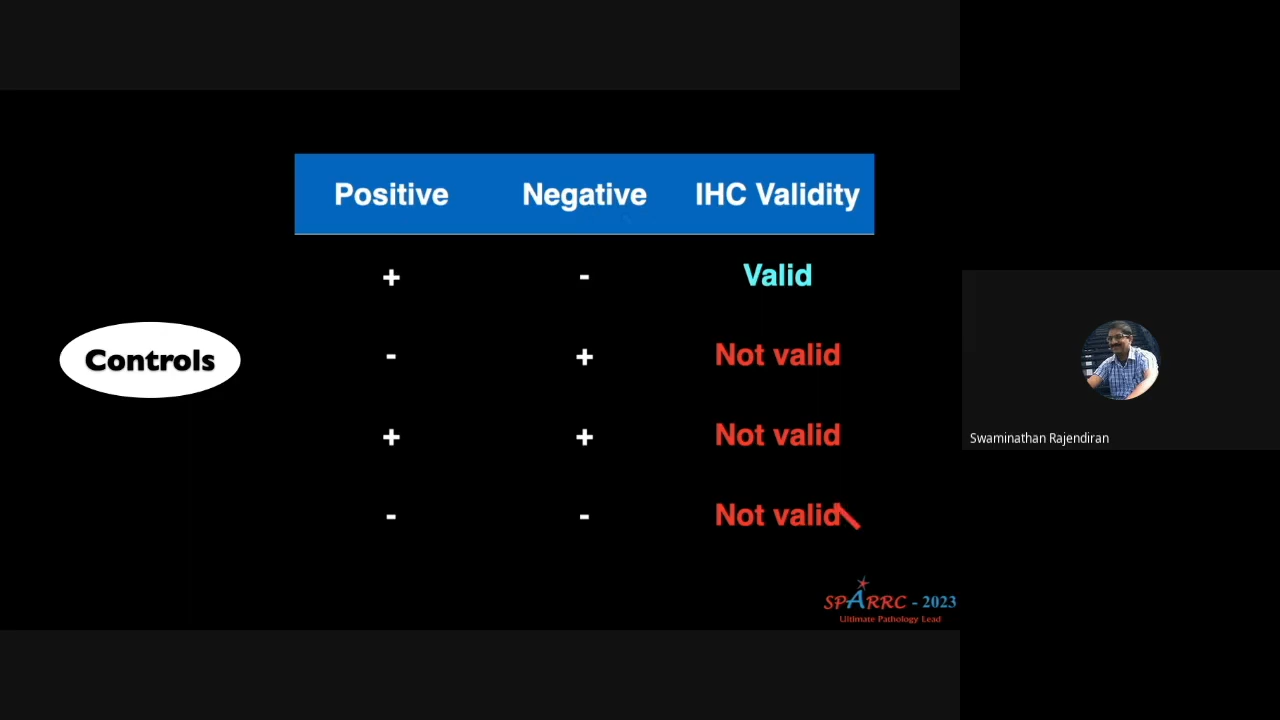 Positive Negative IHC Validity
+ - Valid
Controls
- + Not valid
+ + Not valid
- - Not valid
Swaminathan Rajendiran
SPARRC - 2023
Ultimate Pathology Lead